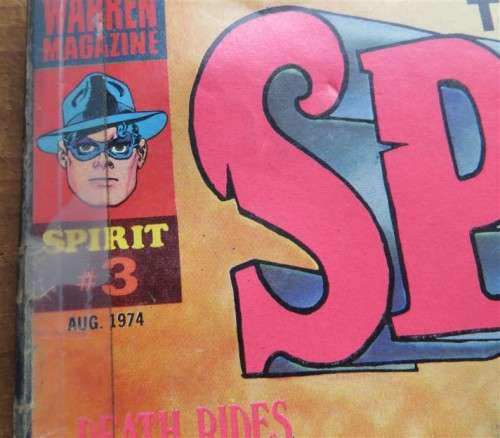 WARREN
MAGAZINE
SPIRIT
#3
AUG. 1974
T
SP
DEATH RIDES